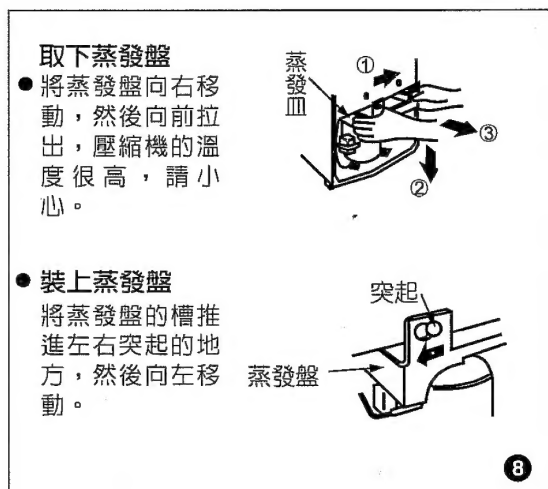 取下蒸發盤
● 將蒸發盤向右移
動，然後向前拉
出，壓縮機的溫
度很高，請小
心。
蒸發皿
①
③
②
● 裝上蒸發盤
將蒸發盤的槽推
進左右突起的地
方，然後向左移
動。
突起
蒸發盤
8